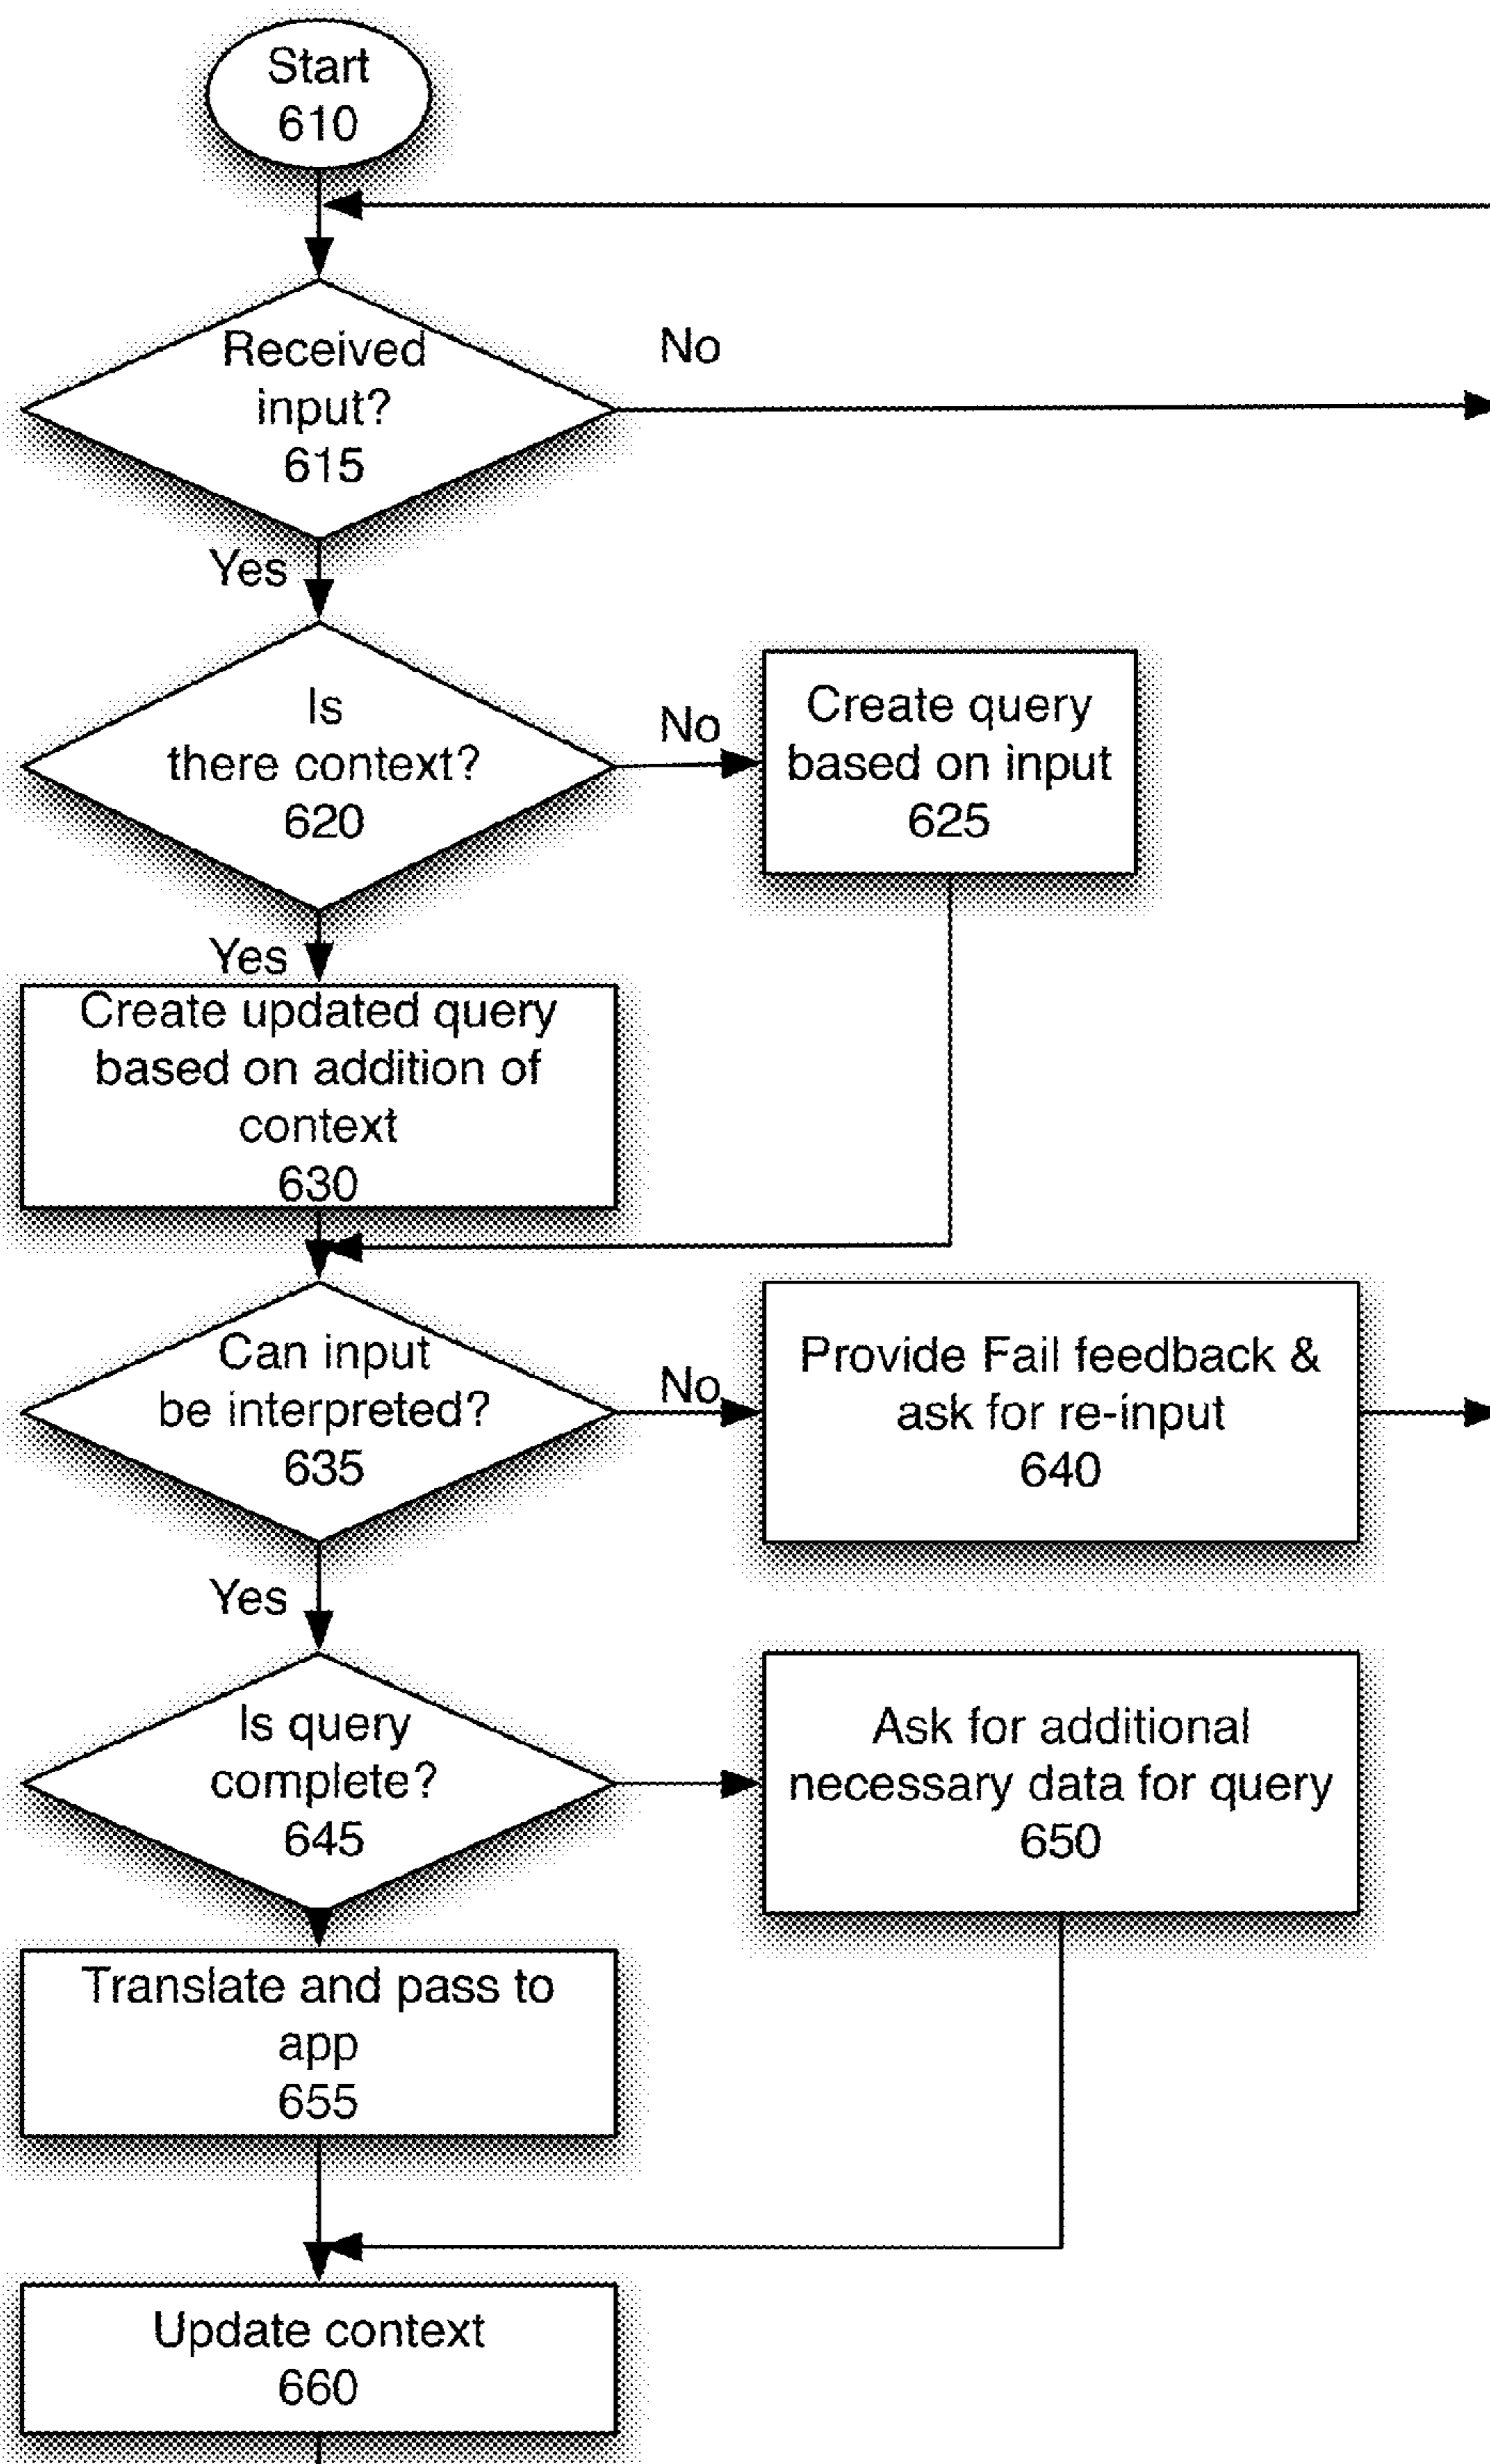 Start
610
Received
input?
615
No
Yes
Is
there context?
620
No
Create query
based on input
625
Yes
Create updated query
based on addition of
context
630
Can input
be interpreted?
635
No
Provide Fail feedback &
ask for re-input
640
Yes
Is query
complete?
645
Ask for additional
necessary data for query
650
Translate and pass to
app
655
Update context
660